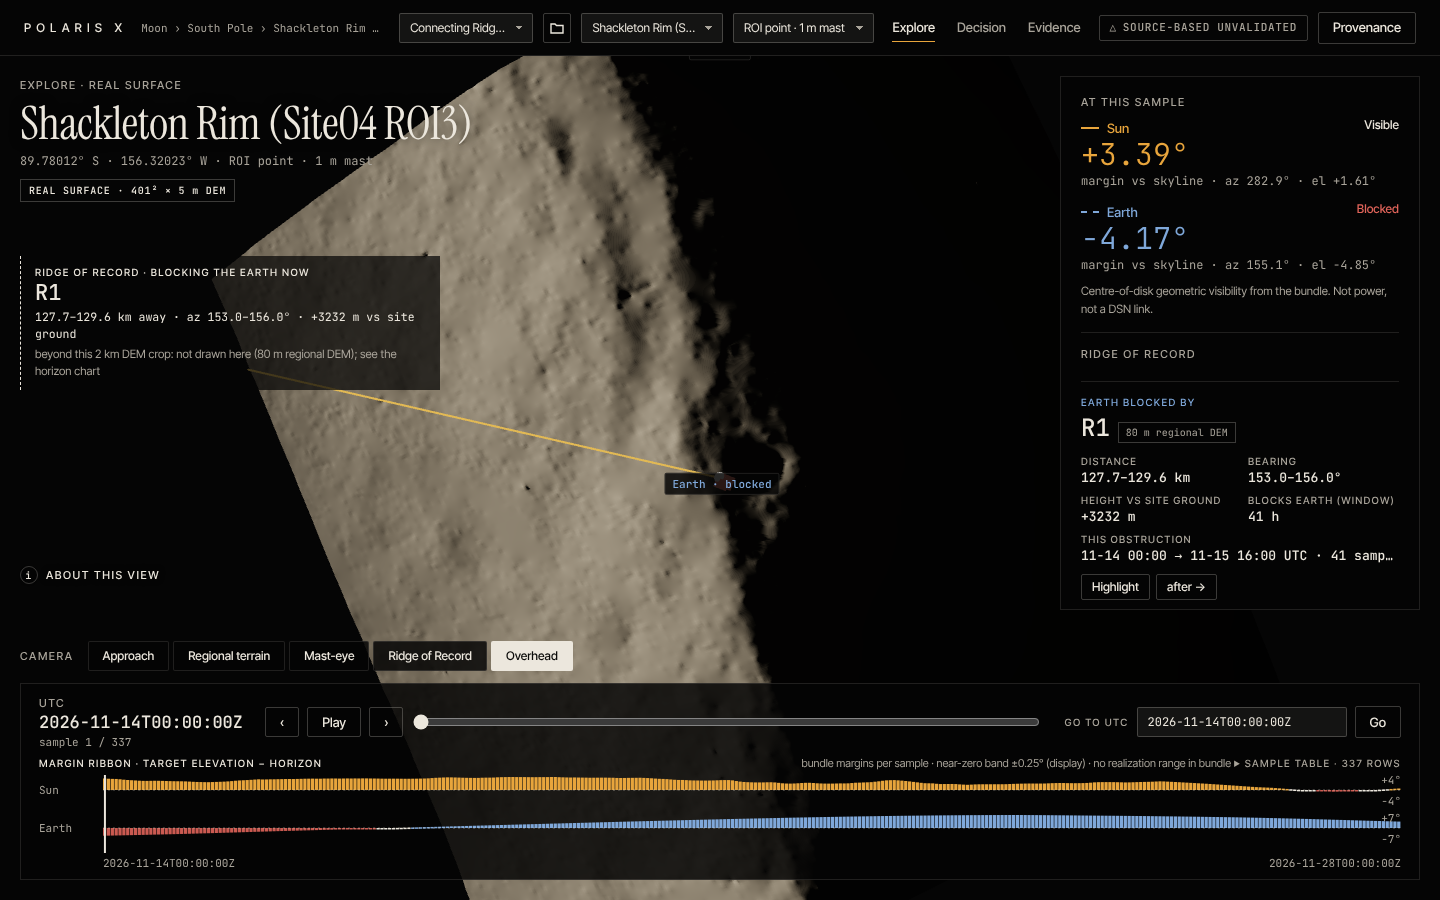 POLARIS X
Moon › South Pole › Shackleton Rim …
Connecting Ridg…
Shackleton Rim (S…
ROI point · 1 m mast
Explore
Decision
Evidence
△ SOURCE-BASED UNVALIDATED
Provenance
EXPLORE · REAL SURFACE
Shackleton Rim (Site04 ROI3)
89.78012° S · 156.32023° W · ROI point · 1 m mast
REAL SURFACE · 401² × 5 m DEM
RIDGE OF RECORD · BLOCKING THE EARTH NOW
R1
127.7–129.6 km away · az 153.0–156.0° · +3232 m vs site
ground
beyond this 2 km DEM crop: not drawn here (80 m regional DEM); see the
horizon chart
Earth · blocked
i ABOUT THIS VIEW
AT THIS SAMPLE
Sun
Visible
+3.39°
margin vs skyline · az 282.9° · el +1.61°
Earth
Blocked
-4.17°
margin vs skyline · az 155.1° · el -4.85°
Centre-of-disk geometric visibility from the bundle. Not power,
not a DSN link.
RIDGE OF RECORD
EARTH BLOCKED BY
R1 80 m regional DEM
DISTANCE
127.7–129.6 km
BEARING
153.0–156.0°
HEIGHT VS SITE GROUND
+3232 m
BLOCKS EARTH (WINDOW)
41 h
THIS OBSTRUCTION
11-14 00:00 → 11-15 16:00 UTC · 41 samp…
Highlight
after →
CAMERA
Approach
Regional terrain
Mast-eye
Ridge of Record
Overhead
UTC
2026-11-14T00:00:00Z
sample 1 / 337
‹
Play
›
GO TO UTC
2026-11-14T00:00:00Z
Go
MARGIN RIBBON · TARGET ELEVATION − HORIZON
bundle margins per sample · near-zero band ±0.25° (display) · no realization range in bundle
▸ SAMPLE TABLE · 337 ROWS
Sun
+4°
-4°
Earth
+7°
-7°
2026-11-14T00:00:00Z
2026-11-28T00:00:00Z